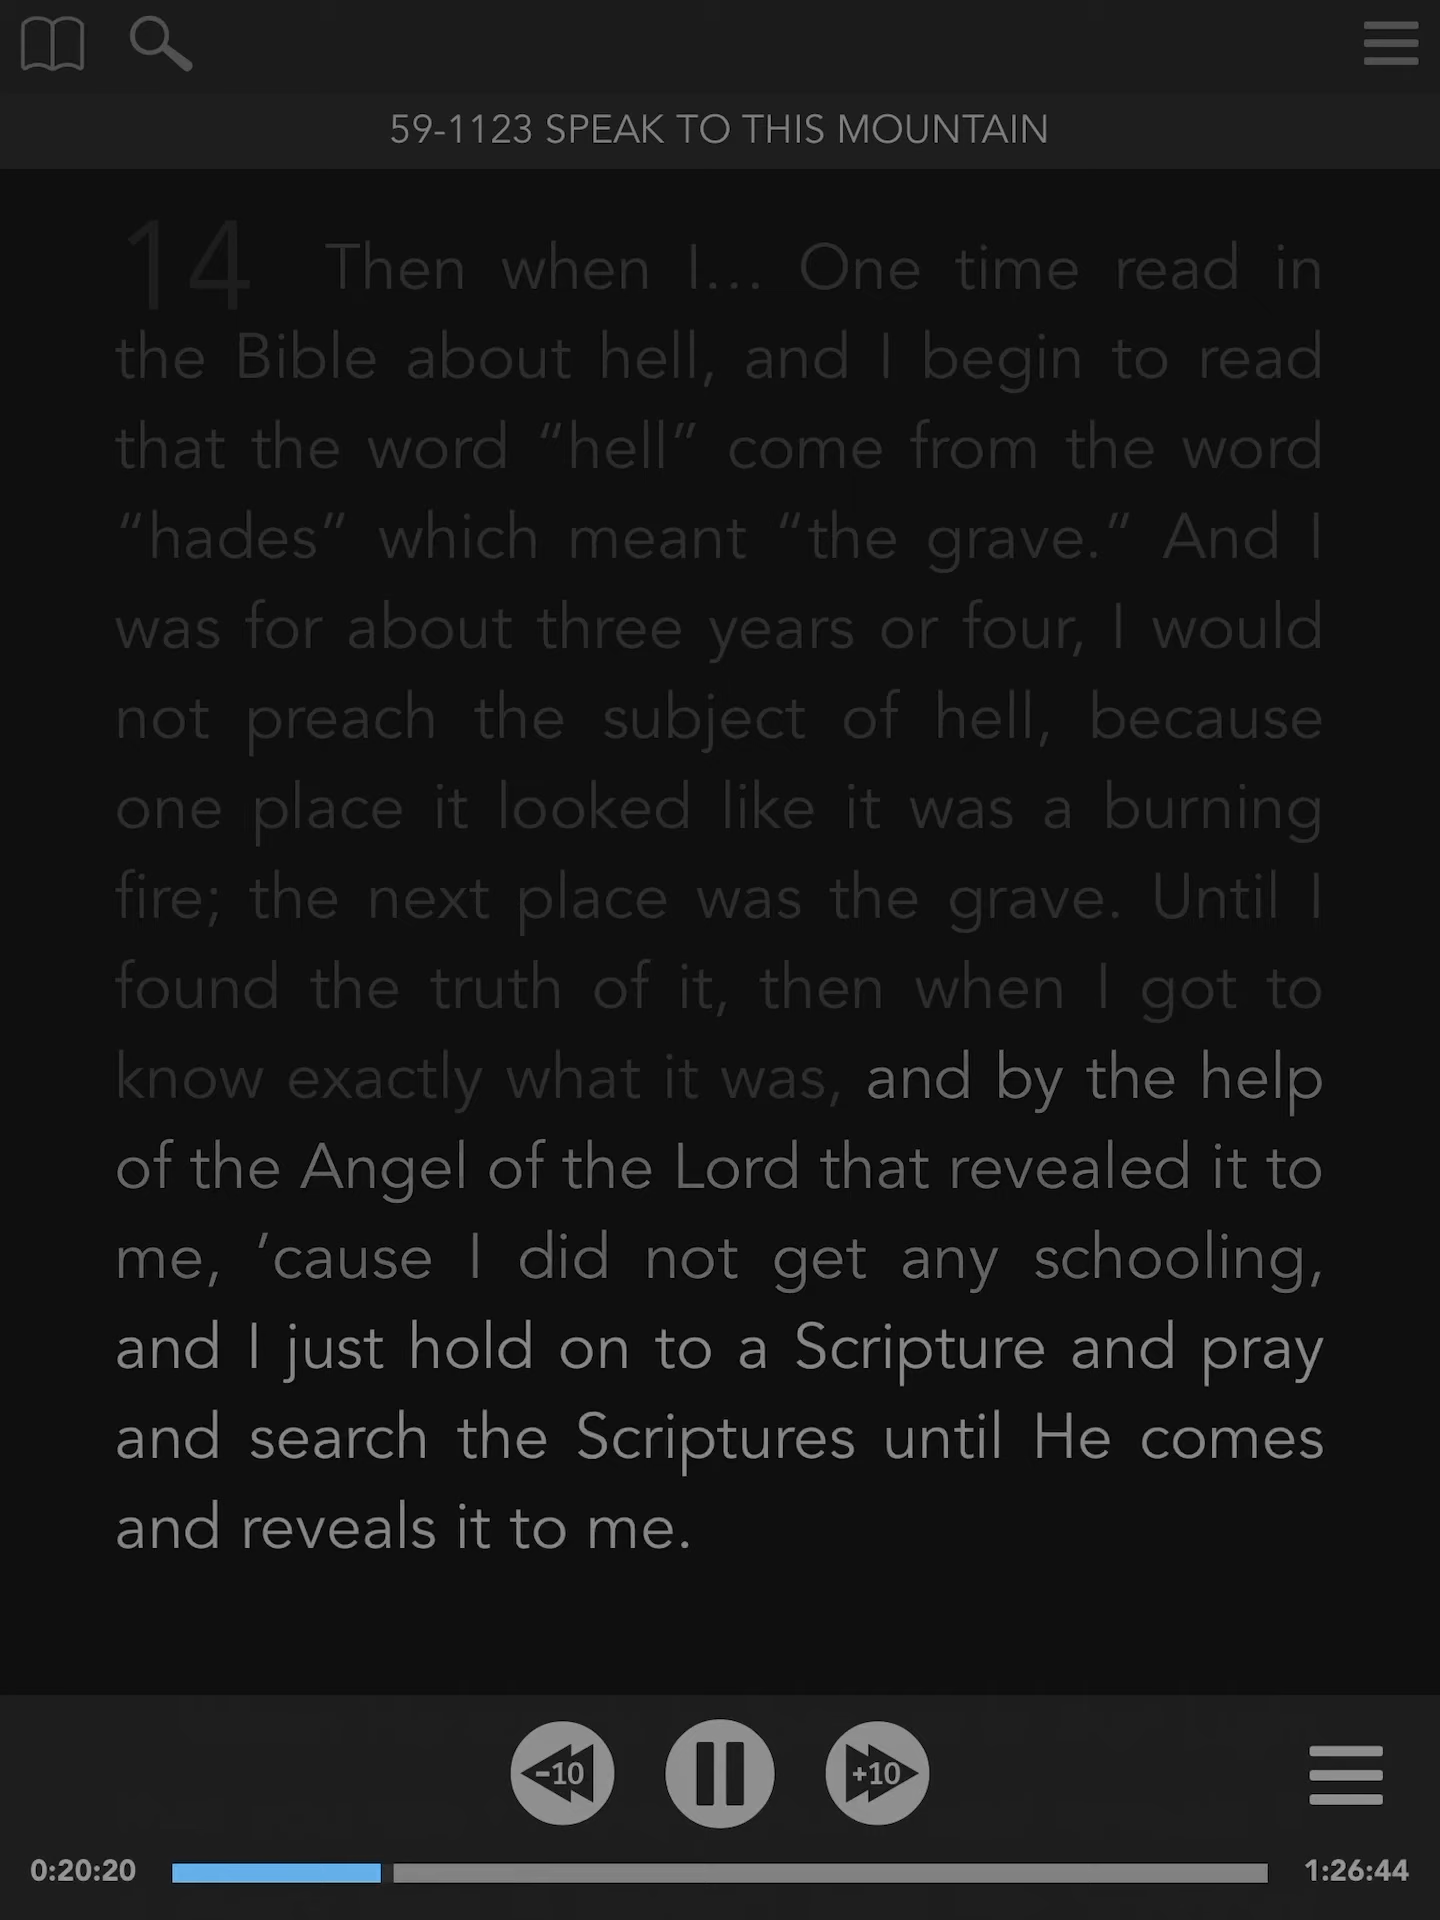 59-1123 SPEAK TO THIS MOUNTAIN
14 Then when I… One time read in
the Bible about hell, and I begin to read
that the word “hell” come from the word
“hades” which meant “the grave.” And I
was for about three years or four, I would
not preach the subject of hell, because
one place it looked like it was a burning
fire; the next place was the grave. Until I
found the truth of it, then when I got to
know exactly what it was, and by the help
of the Angel of the Lord that revealed it to
me, ’cause I did not get any schooling,
and I just hold on to a Scripture and pray
and search the Scriptures until He comes
and reveals it to me.
-10 +10
0:20:20 1:26:44